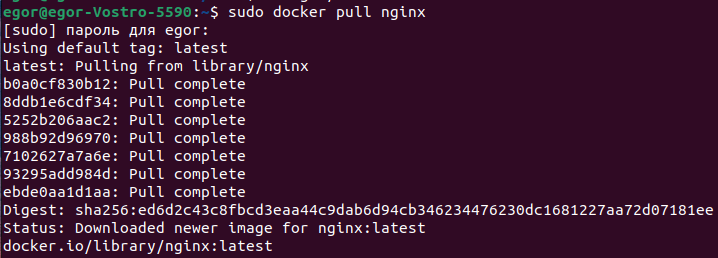 egor@egor-Vostro-5590:~$ sudo docker pull nginx
[sudo] пароль для egor:
Using default tag: latest
latest: Pulling from library/nginx
b0a0cf830b12: Pull complete
8ddb1e6cdf34: Pull complete
5252b206aac2: Pull complete
988b92d96970: Pull complete
7102627a7a6e: Pull complete
93295add984d: Pull complete
ebde0aa1d1aa: Pull complete
Digest: sha256:ed6d2c43c8fbcd3eaa44c9dab6d94cb346234476230dc1681227aa72d07181ee
Status: Downloaded newer image for nginx:latest
docker.io/library/nginx:latest